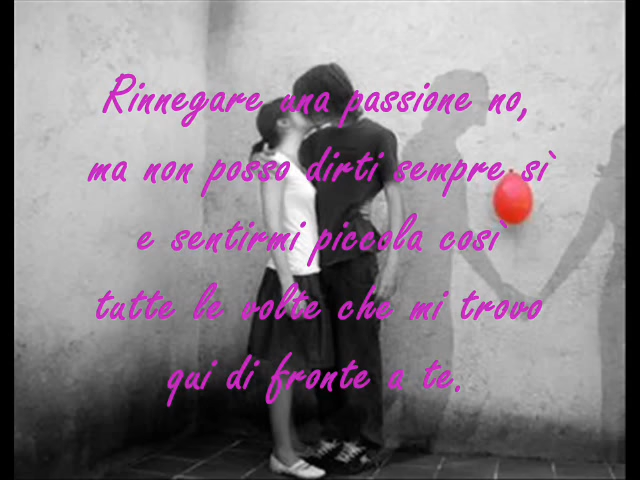 Rinnegare una passione no,
ma non posso dirti sempre sì
e sentirmi piccola così
tutte le volte che mi trovo
qui di fronte a te.